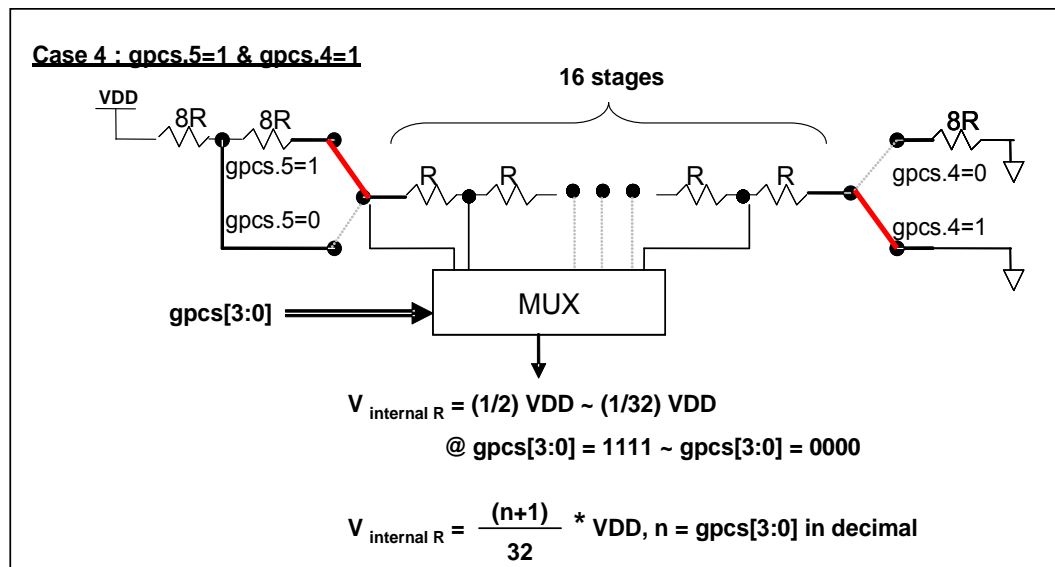 Case 4 : gpcs.5=1 & gpcs.4=1
16 stages
VDD
8R
8R
8R
gpcs.5=1
gpcs.4=0
R
R
R
R
gpcs.5=0
gpcs.4=1
MUX
gpcs[3:0]
V internal R = (1/2) VDD ~ (1/32) VDD
@ gpcs[3:0] = 1111 ~ gpcs[3:0] = 0000
V internal R = (n+1) / 32 * VDD, n = gpcs[3:0] in decimal